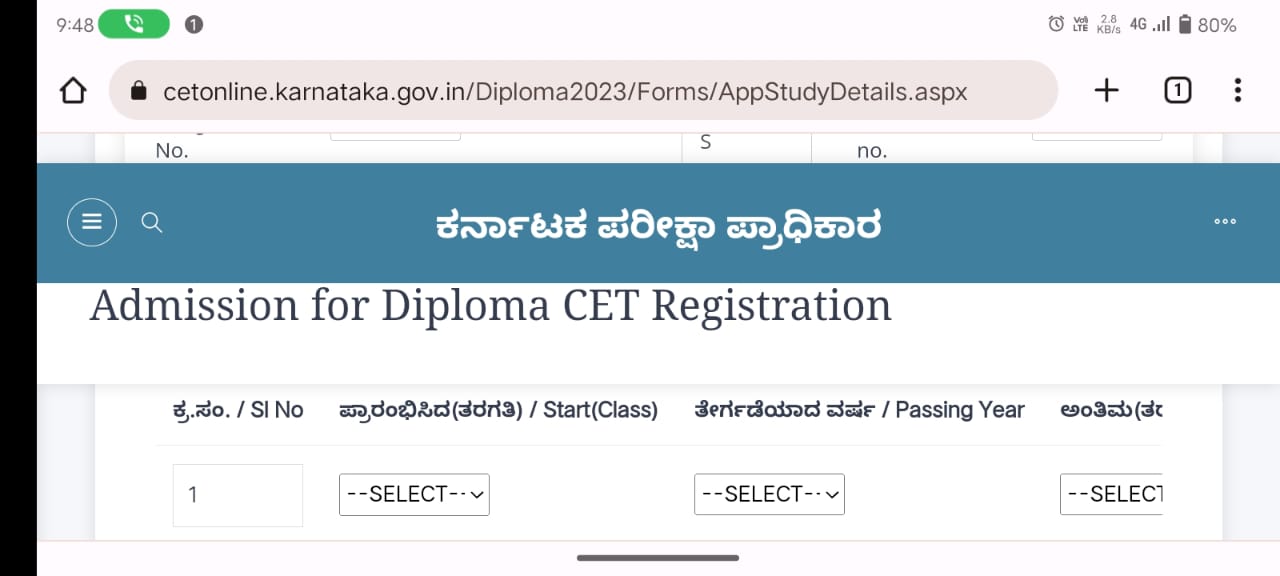 9:48 1 Vo) LTE 2.8 KB/s 4G 80%
cetonline.karnataka.gov.in/Diploma2023/Forms/AppStudyDetails.aspx 1
No. S no.
ಕರ್ನಾಟಕ ಪರೀಕ್ಷಾ ಪ್ರಾಧಿಕಾರ
Admission for Diploma CET Registration
ಕ್ರ.ಸಂ. / Sl No ಪ್ರಾರಂಭಿಸಿದ(ತರಗತಿ) / Start(Class) ತೇರ್ಗಡೆಯಾದ ವರ್ಷ / Passing Year ಅಂತಿಮ(ತರ
1 --SELECT-- --SELECT-- --SELECT